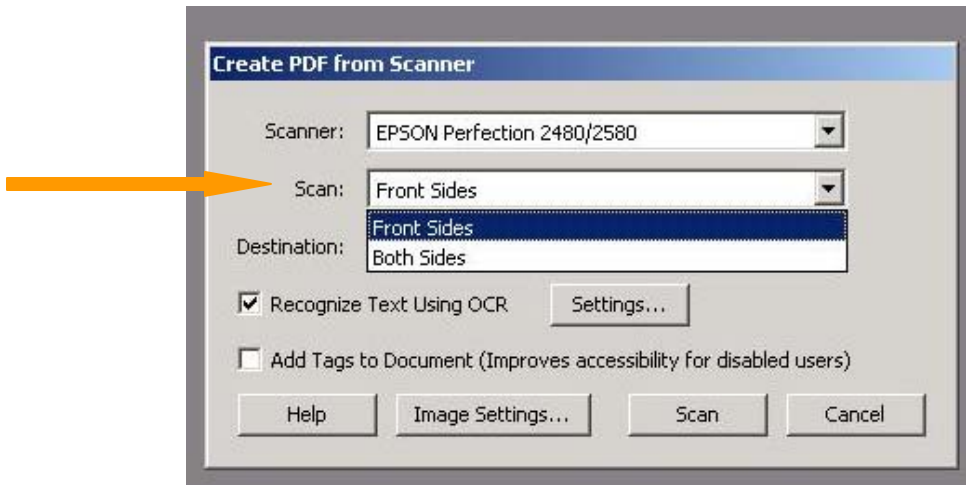 Create PDF from Scanner
Scanner: EPSON Perfection 2480/2580
Scan: Front Sides
Front Sides
Destination:
Both Sides
Recognize Text Using OCR Settings...
Add Tags to Document (Improves accessibility for disabled users)
Help Image Settings... Scan Cancel